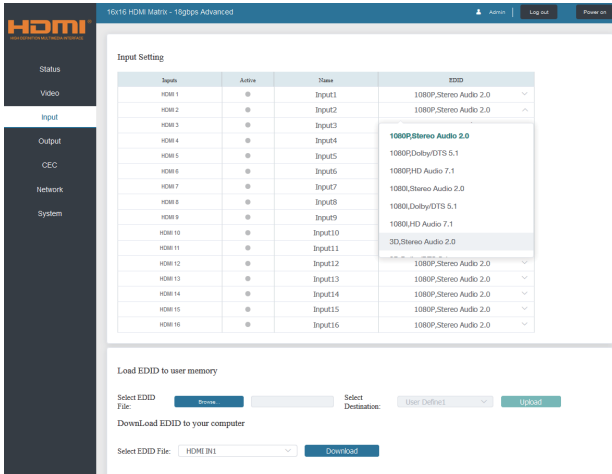 16x16 HDMI Matrix - 18gbps Advanced Admin Log out Power on
HDMI
HIGH DEFINITION MULTIMEDIA INTERFACE
Status
Video
Input
Output
CEC
Network
System
Input Setting
Inputs Active Name EDID
HDMI 1 Input1 1080P,Stereo Audio 2.0
HDMI 2 Input2 1080P,Stereo Audio 2.0
HDMI 3 Input3
HDMI 4 Input4
HDMI 5 Input5
HDMI 6 Input6
HDMI 7 Input7
HDMI 8 Input8
HDMI 9 Input9
HDMI 10 Input10
HDMI 11 Input11
HDMI 12 Input12 1080P,Stereo Audio 2.0
HDMI 13 Input13 1080P,Stereo Audio 2.0
HDMI 14 Input14 1080P,Stereo Audio 2.0
HDMI 15 Input15 1080P,Stereo Audio 2.0
HDMI 16 Input16 1080P,Stereo Audio 2.0
1080P,Stereo Audio 2.0
1080P,Dolby/DTS 5.1
1080P,HD Audio 7.1
1080I,Stereo Audio 2.0
1080I,Dolby/DTS 5.1
1080I,HD Audio 7.1
3D,Stereo Audio 2.0
Load EDID to user memory
Select EDID File: Browse... Select Destination: User Define1 Upload
DownLoad EDID to your computer
Select EDID File: HDMI IN1 Download